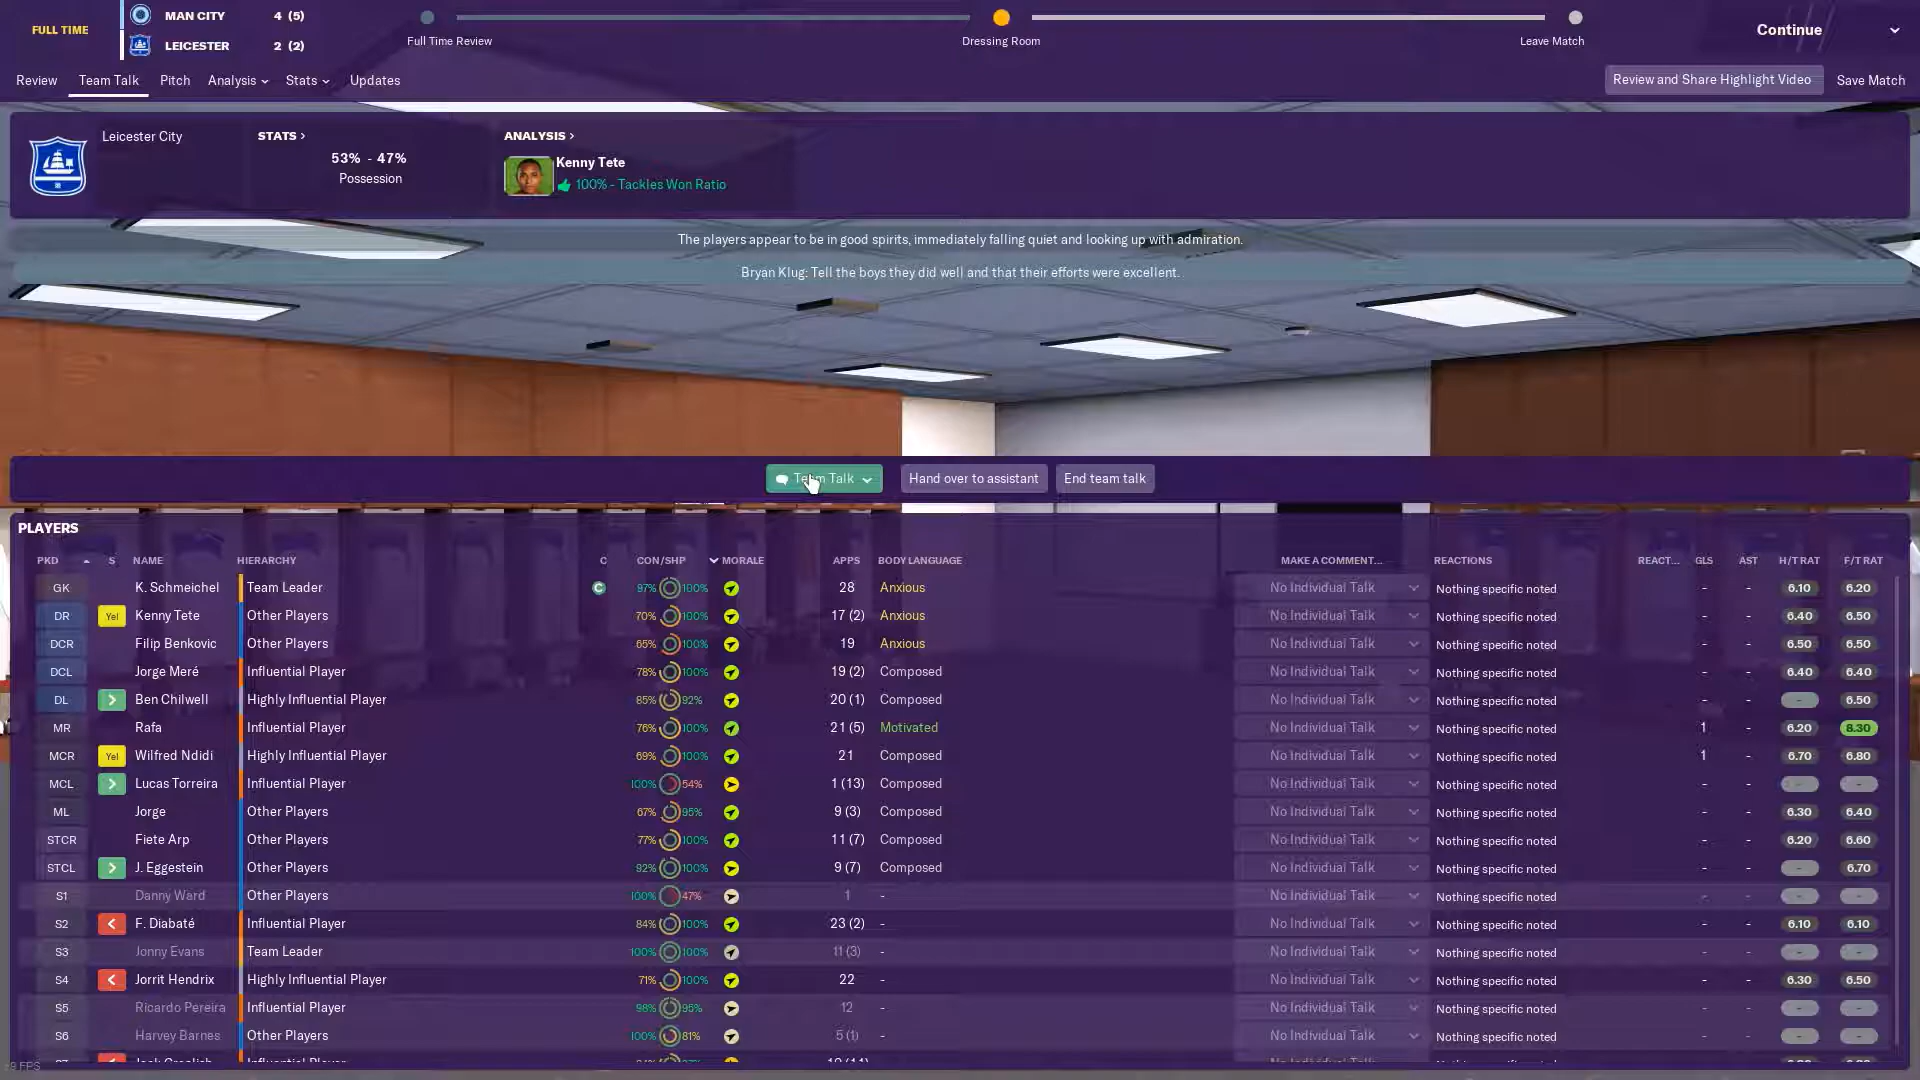 FULL TIME
MAN CITY 4 (5)
LEICESTER 2 (2)
Full Time Review
Dressing Room
Leave Match
Continue
Review Team Talk Pitch Analysis Stats Updates
Review and Share Highlight Video Save Match
Leicester City
STATS >
53% - 47%
Possession
ANALYSIS >
Kenny Tete
100% - Tackles Won Ratio
The players appear to be in good spirits, immediately falling quiet and looking up with admiration.
Bryan Klug: Tell the boys they did well and that their efforts were excellent.
Team Talk Hand over to assistant End team talk
PLAYERS
PKD S NAME HIERARCHY C CON/SHP MORALE APPS BODY LANGUAGE MAKE A COMMENT... REACTIONS REACT... GLS AST H/T RAT F/T RAT
GK K. Schmeichel Team Leader C 97% 100% 28 Anxious No Individual Talk Nothing specific noted - - 6.10 6.20
DR Yel Kenny Tete Other Players 70% 100% 17 (2) Anxious No Individual Talk Nothing specific noted - - 6.40 6.50
DCR Filip Benkovic Other Players 65% 100% 19 Anxious No Individual Talk Nothing specific noted - - 6.50 6.50
DCL Jorge Meré Influential Player 78% 100% 19 (2) Composed No Individual Talk Nothing specific noted - - 6.40 6.40
DL Ben Chilwell Highly Influential Player 85% 92% 20 (1) Composed No Individual Talk Nothing specific noted - - - 6.50
MR Rafa Influential Player 76% 100% 21 (5) Motivated No Individual Talk Nothing specific noted 1 - 6.20 8.30
MCR Yel Wilfred Ndidi Highly Influential Player 69% 100% 21 Composed No Individual Talk Nothing specific noted 1 - 6.70 6.80
MCL Lucas Torreira Influential Player 100% 54% 1 (13) Composed No Individual Talk Nothing specific noted - - - -
ML Jorge Other Players 67% 95% 9 (3) Composed No Individual Talk Nothing specific noted - - 6.30 6.40
STCR Fiete Arp Other Players 77% 100% 11 (7) Composed No Individual Talk Nothing specific noted - - 6.20 6.60
STCL J. Eggestein Other Players 92% 100% 9 (7) Composed No Individual Talk Nothing specific noted - - - 6.70
S1 Danny Ward Other Players 100% 47% 1 - No Individual Talk Nothing specific noted - - - -
S2 F. Diabaté Influential Player 84% 100% 23 (2) - No Individual Talk Nothing specific noted - - 6.10 6.10
S3 Jonny Evans Team Leader 100% 100% 11 (3) - No Individual Talk Nothing specific noted - - - -
S4 Jorrit Hendrix Highly Influential Player 71% 100% 22 - No Individual Talk Nothing specific noted - - 6.30 6.50
S5 Ricardo Pereira Influential Player 98% 95% 12 - No Individual Talk Nothing specific noted - - - -
S6 Harvey Barnes Other Players 100% 81% 5 (1) - No Individual Talk Nothing specific noted - - - -
FPS